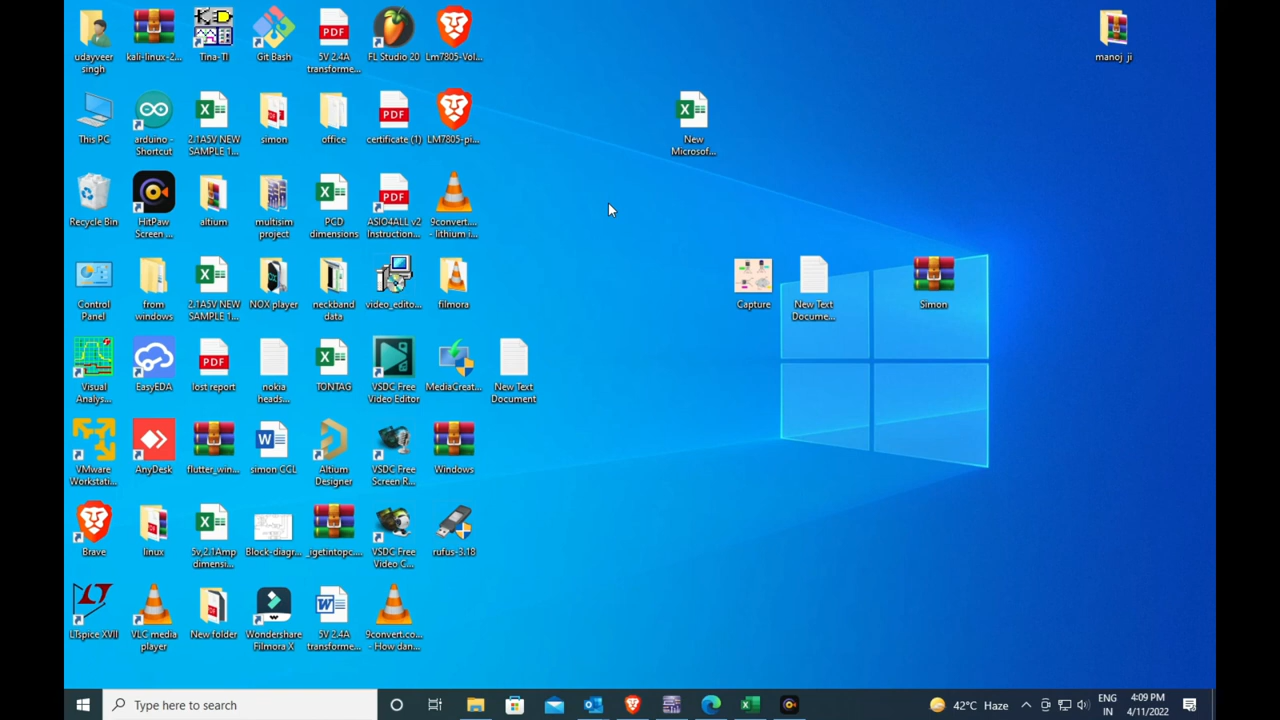 udayveer
singh
kali-linux-2...
Tina-TI
Git Bash
5V 2.4A
transforme...
FL Studio 20
Lm7805-Vol...
manoj ji
This PC
arduino -
Shortcut
2.1A5V NEW
SAMPLE 1...
simon
office
certificate (1)
LM7805-pi...
New
Microsof...
Recycle Bin
HitPaw
Screen ...
altium
multisim
project
PCD
dimensions
ASIO4ALL v2
Instruction...
9convert....
- lithium i...
Control
Panel
from
windows
2.1A5V NEW
SAMPLE 1...
NOX player
neckband
data
video_edito...
filmora
Capture
New Text
Docume...
Simon
Visual
Analys...
EasyEDA
lost report
nokia
heads...
TONTAG
VSDC Free
Video Editor
MediaCreat...
New Text
Document
VMware
Workstati...
AnyDesk
flutter_win...
simon GCL
Altium
Designer
VSDC Free
Screen R...
Windows
Brave
linux
5v,2.1Amp
dimensi...
Block-diagr...
_igetintopc....
VSDC Free
Video C...
rufus-3.18
LTspice XVII
VLC media
player
New folder
Wondershare
Filmora X
5V 2.4A
transforme...
9convert.co...
- How dan...
Type here to search
42°C Haze
ENG
IN
4:09 PM
4/11/2022